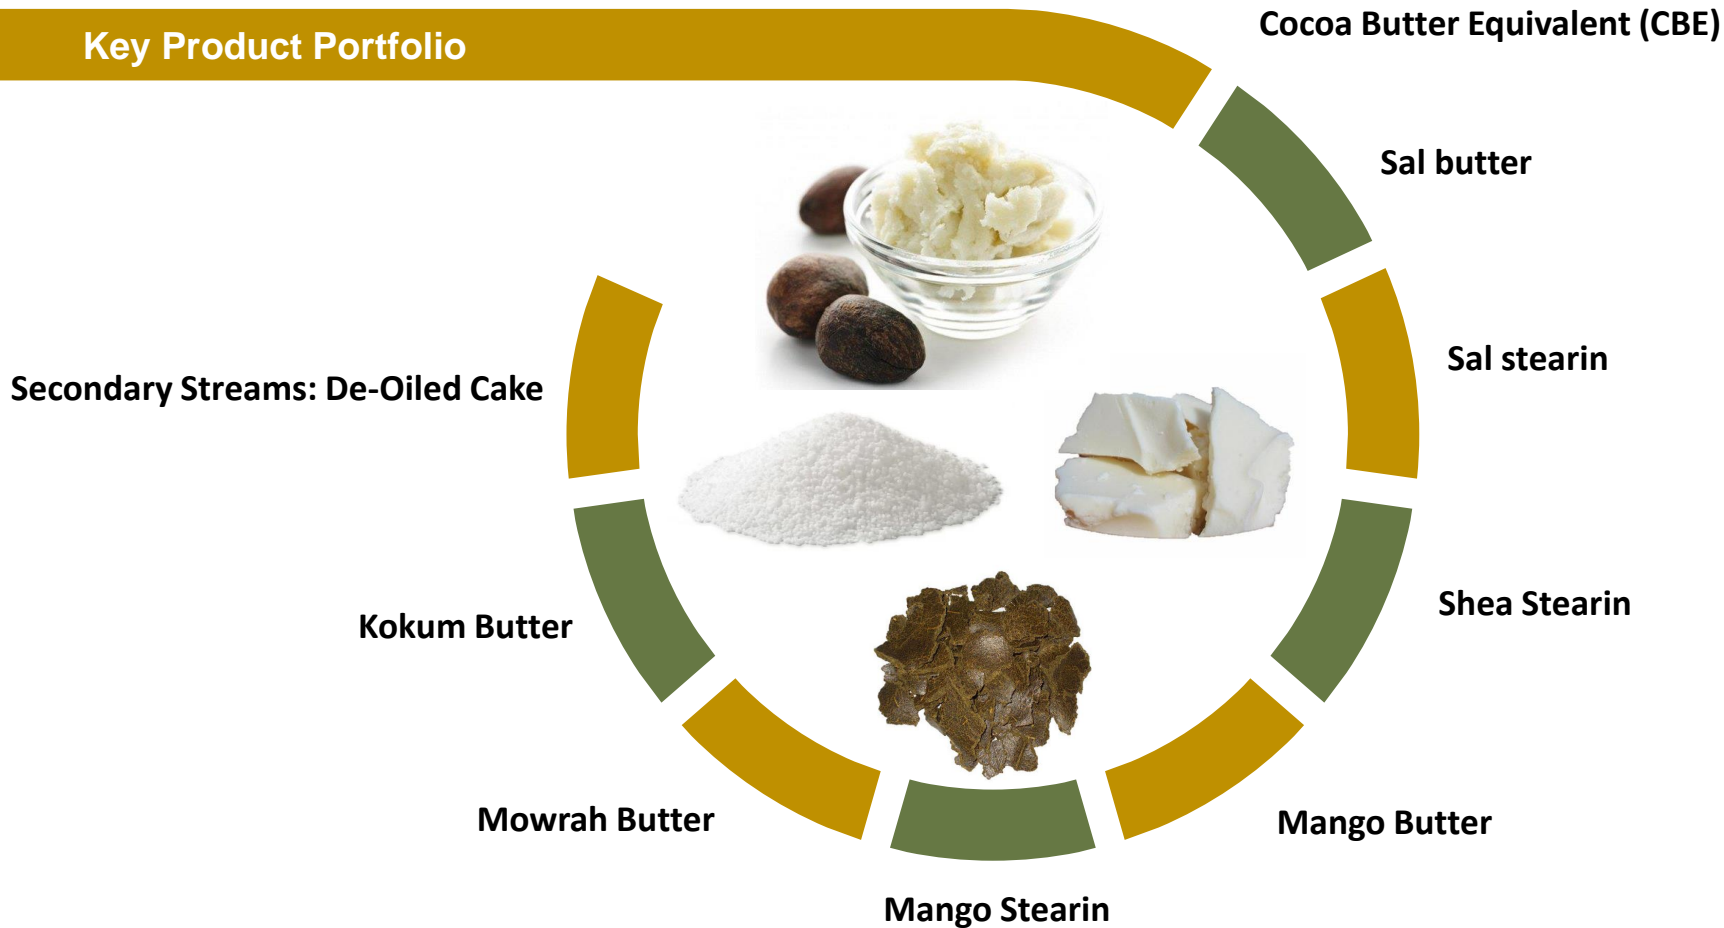 Key Product Portfolio
Cocoa Butter Equivalent (CBE)
Sal butter
Sal stearin
Shea Stearin
Mango Butter
Mango Stearin
Mowrah Butter
Kokum Butter
Secondary Streams: De-Oiled Cake